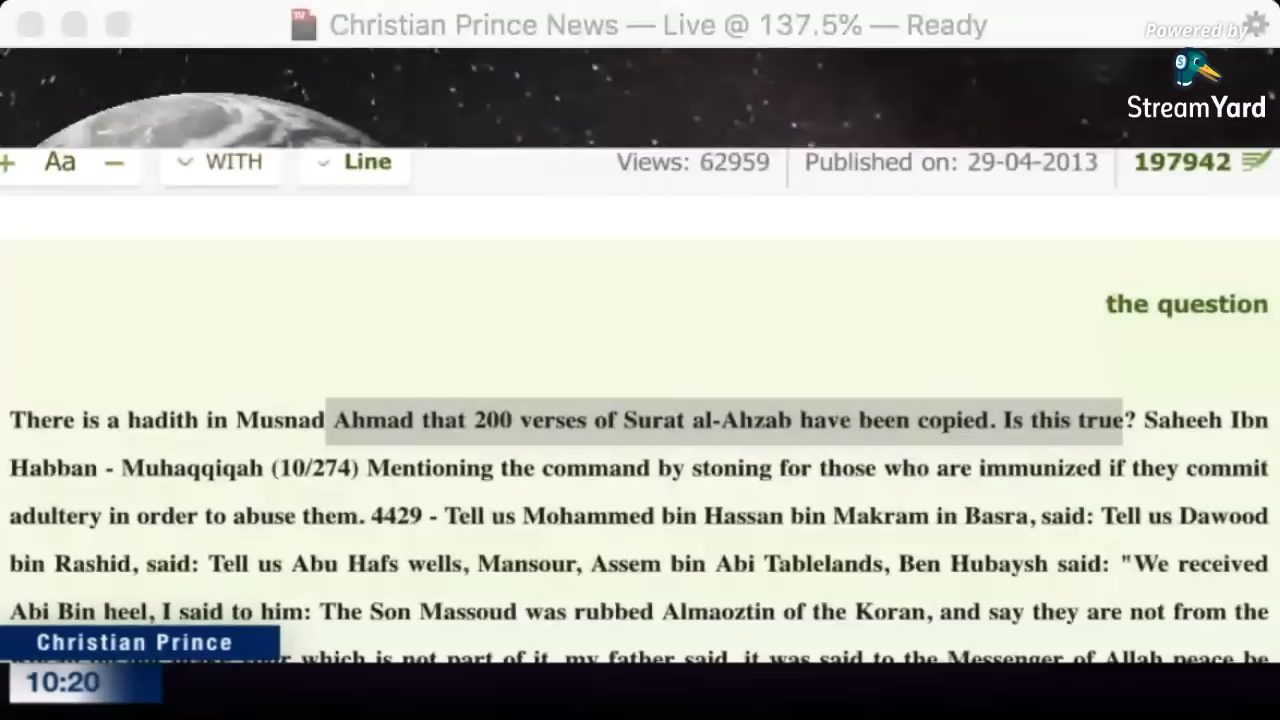 Christian Prince News — Live @ 137.5% — Ready
Powered by
StreamYard
+ Aa — WITH Line Views: 62959 Published on: 29-04-2013 197942
the question
There is a hadith in Musnad Ahmad that 200 verses of Surat al-Ahzab have been copied. Is this true? Saheeh Ibn
Habban - Muhaqqiqah (10/274) Mentioning the command by stoning for those who are immunized if they commit
adultery in order to abuse them. 4429 - Tell us Mohammed bin Hassan bin Makram in Basra, said: Tell us Dawood
bin Rashid, said: Tell us Abu Hafs wells, Mansour, Assem bin Abi Tablelands, Ben Hubaysh said: "We received
Abi Bin heel, I said to him: The Son Massoud was rubbed Almaoztin of the Koran, and say they are not from the
which is not part of it, my father said, it was said to the Messenger of Allah peace be
Christian Prince
10:20